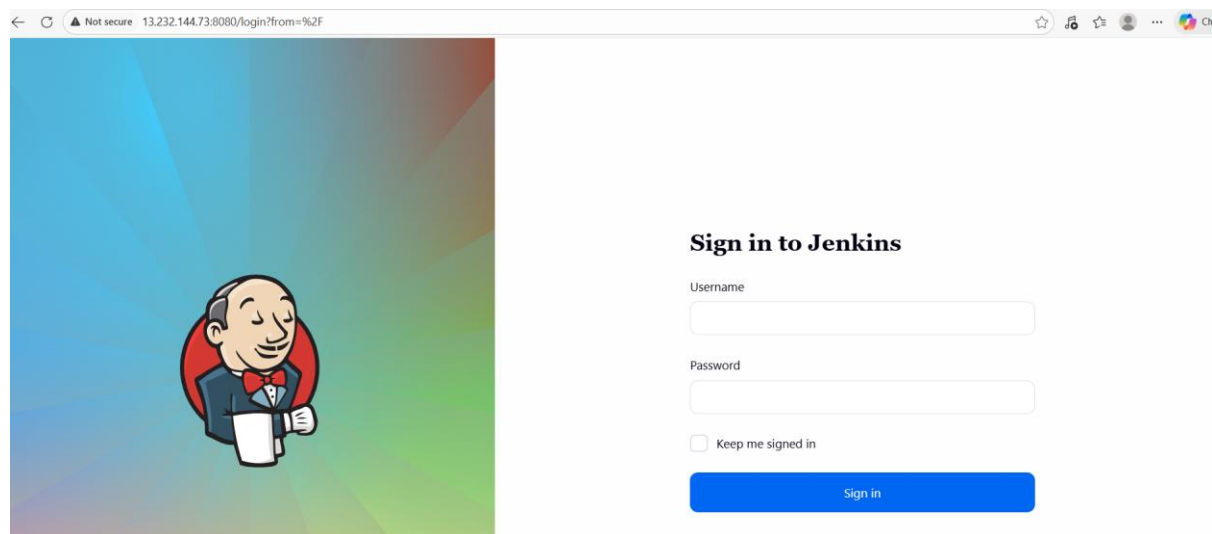 Not secure 13.232.144.73:8080/login?from=%2F
Sign in to Jenkins
Username
Password
Keep me signed in
Sign in